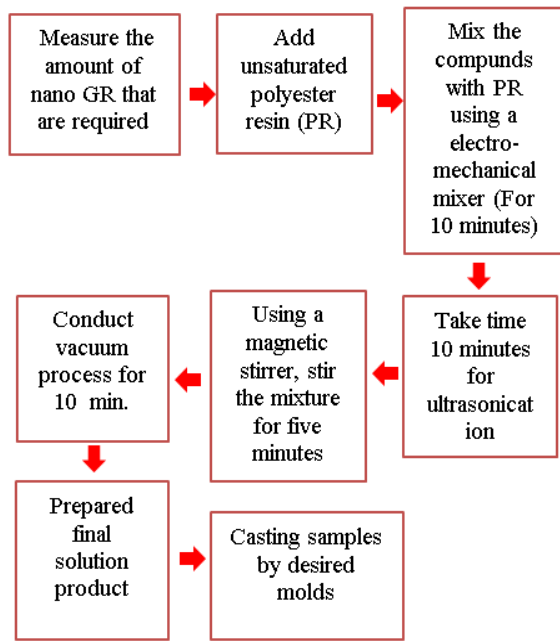 Measure the
amount of
nano GR that
are required
Add
unsaturated
polyester
resin (PR)
Mix the
compunds
with PR
using a
electro-
mechanical
mixer (For
10 minutes)
Take time
10 minutes
for
ultrasonicat
ion
Using a
magnetic
stirrer, stir
the mixture
for five
minutes
Conduct
vacuum
process for
10 min.
Prepared
final
solution
product
Casting samples
by desired
molds